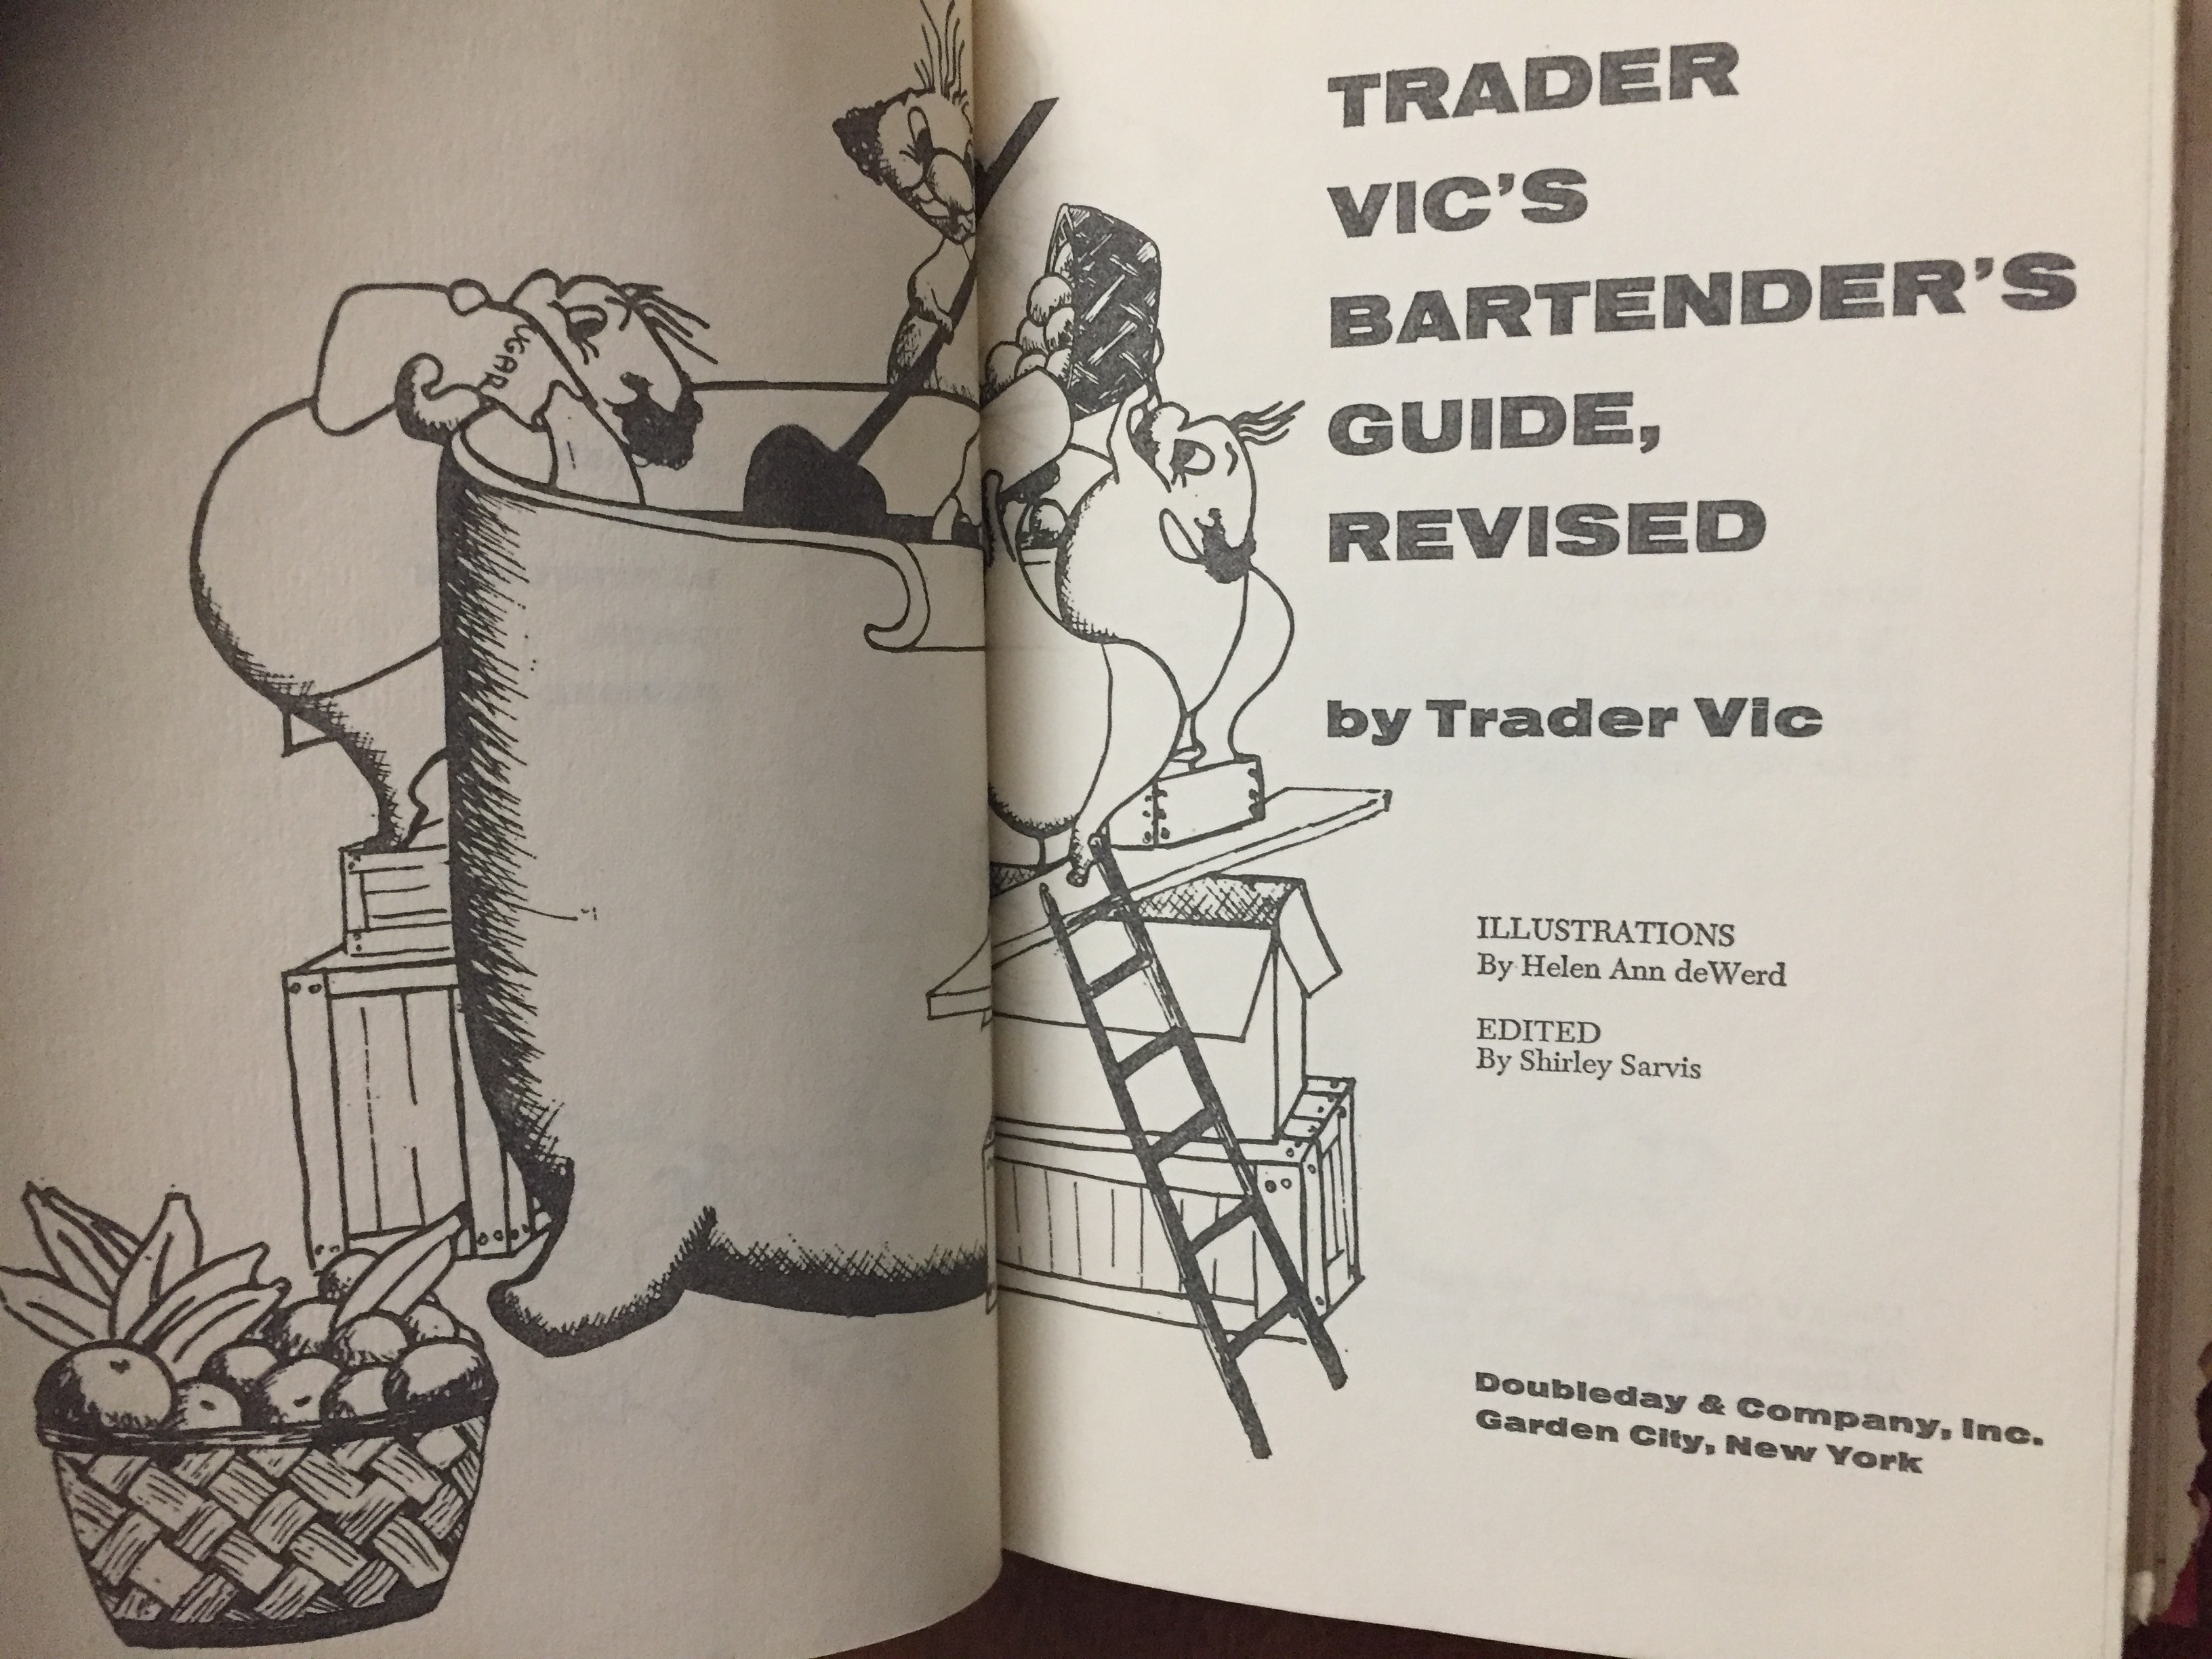 UGAR
TRADER
VIC'S
BARTENDER'S
GUIDE,
REVISED
by Trader Vic
ILLUSTRATIONS
By Helen Ann deWerd
EDITED
By Shirley Sarvis
Doubleday & Company, Inc.
Garden City, New York